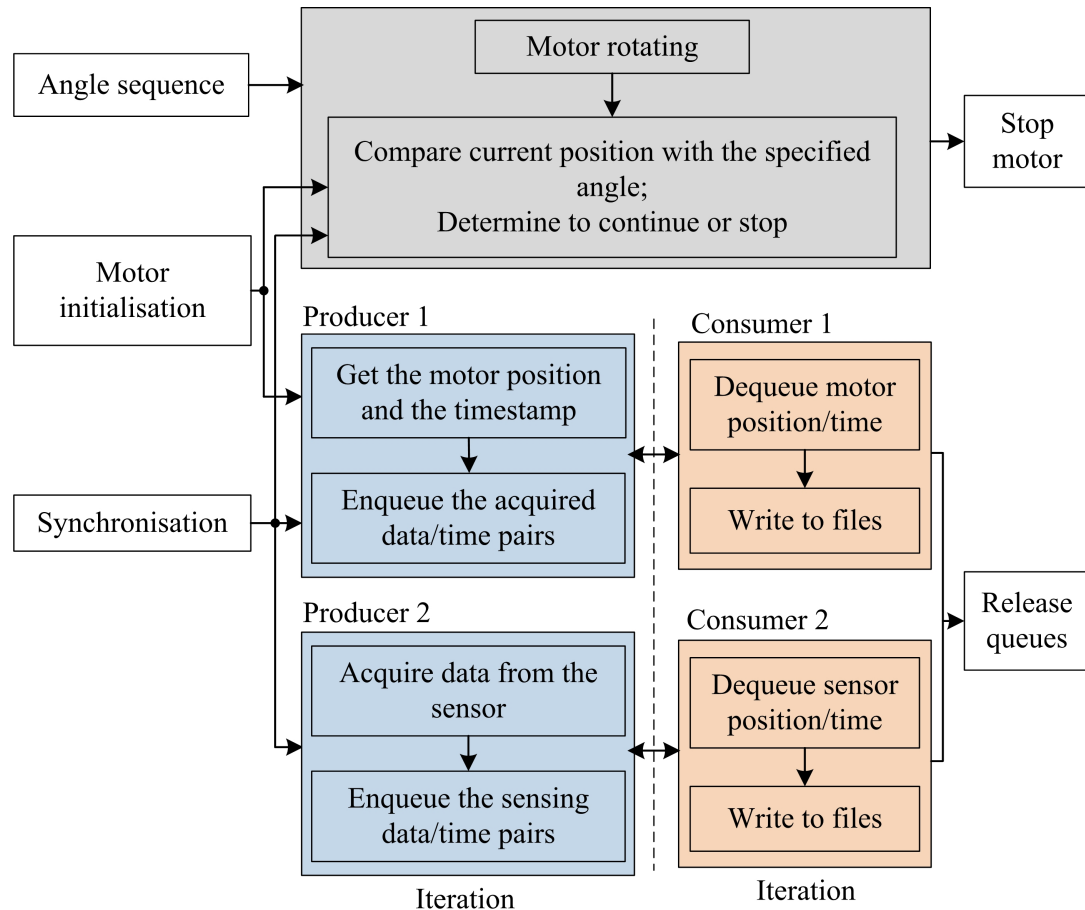 Motor rotating
Angle sequence
Compare current position with the specified
angle;
Determine to continue or stop
Stop
motor
Motor
initialisation
Producer 1
Get the motor position
and the timestamp
Enqueue the acquired
data/time pairs
Consumer 1
Dequeue motor
position/time
Write to files
Synchronisation
Producer 2
Acquire data from the
sensor
Enqueue the sensing
data/time pairs
Iteration
Consumer 2
Dequeue sensor
position/time
Write to files
Iteration
Release
queues